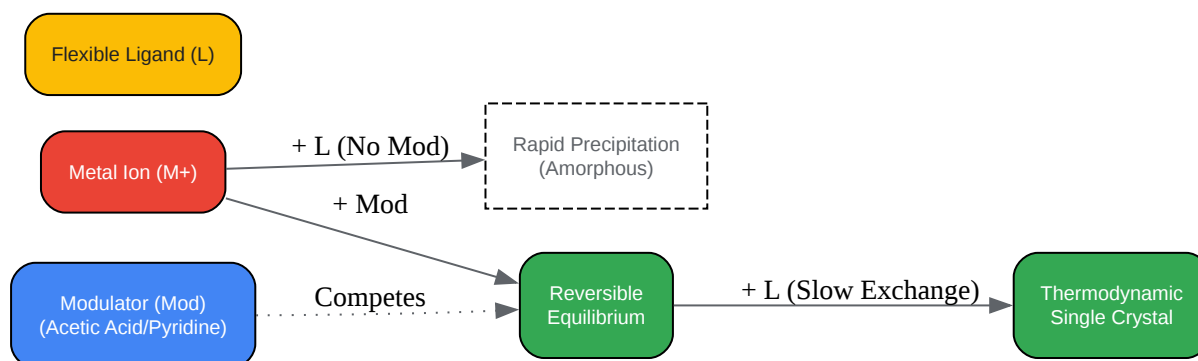 Flexible Ligand (L)
Metal Ion (M+)
+ L (No Mod)
Rapid Precipitation
(Amorphous)
+ Mod
Modulator (Mod)
(Acetic Acid/Pyridine)
Competes
Reversible
Equilibrium
+ L (Slow Exchange)
Thermodynamic
Single Crystal